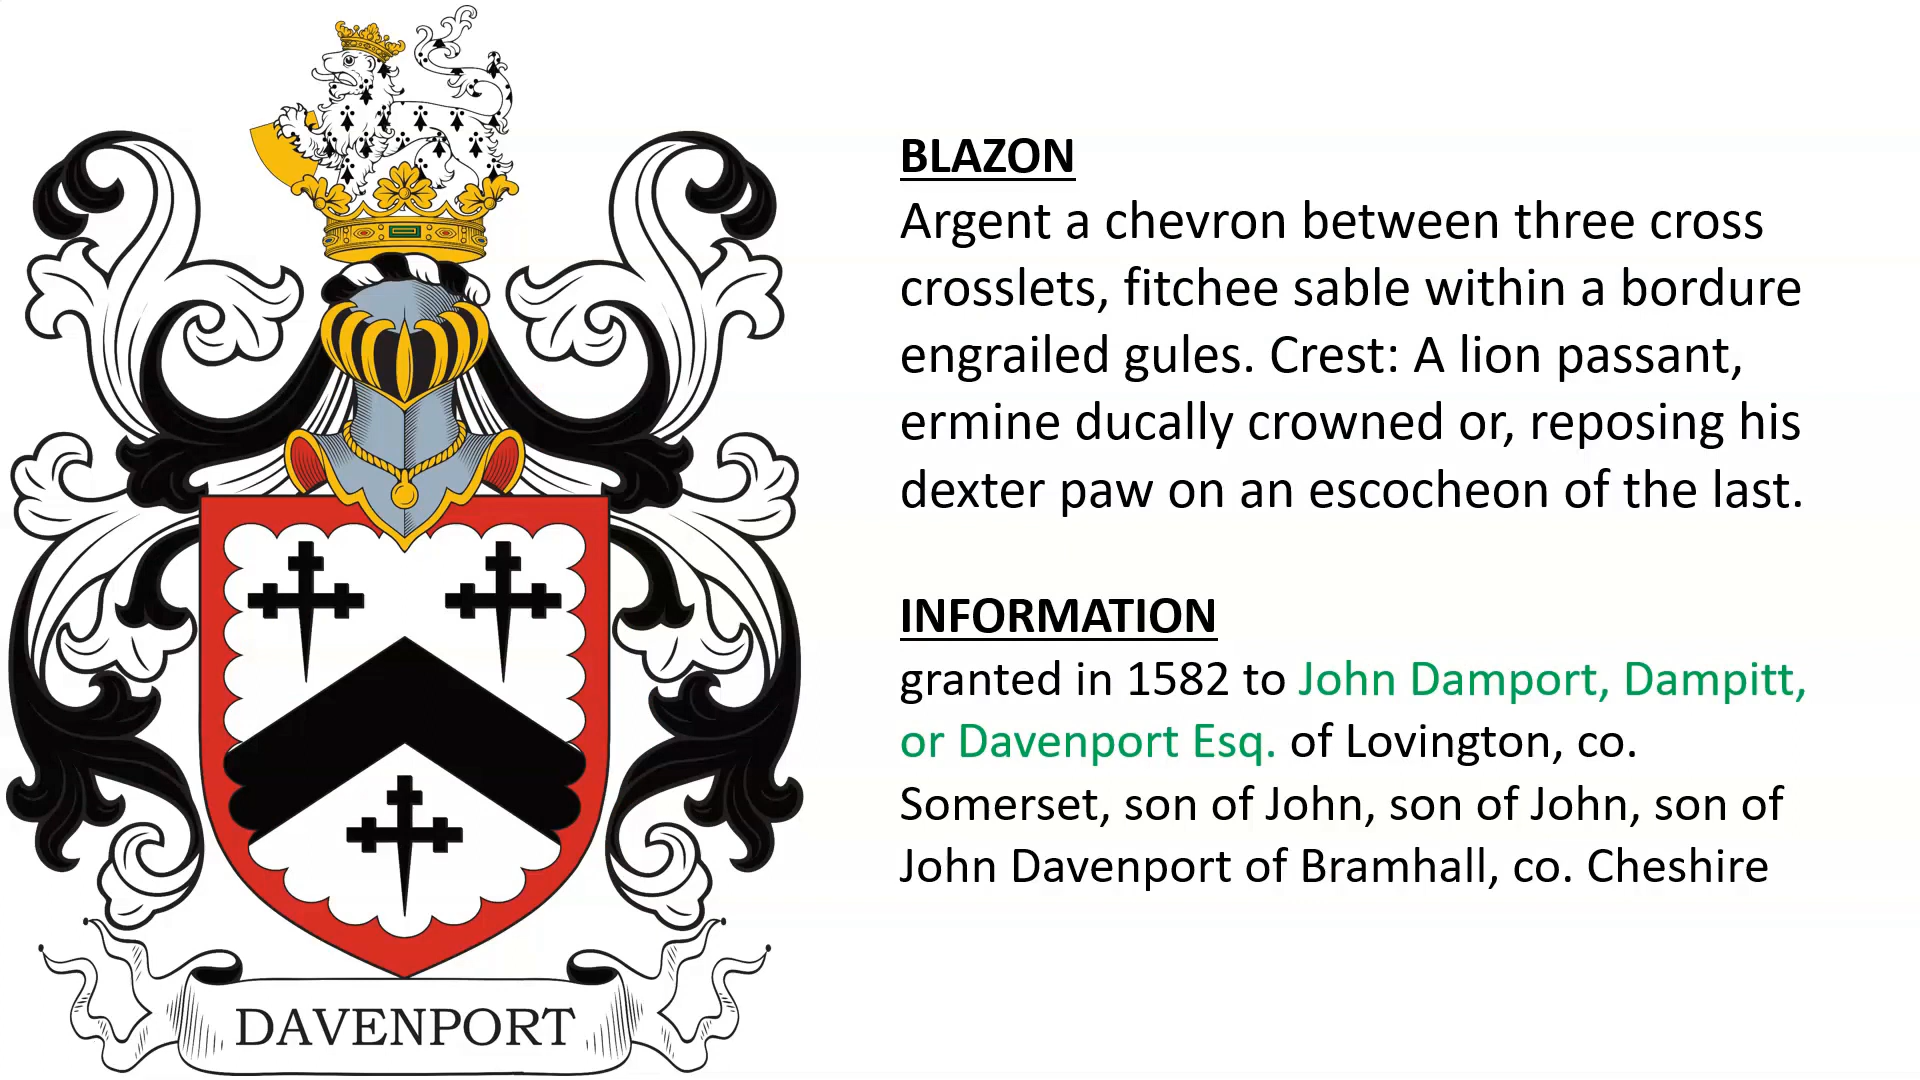 BLAZON
Argent a chevron between three cross
crosslets, fitchee sable within a bordure
engrailed gules. Crest: A lion passant,
ermine ducally crowned or, reposing his
dexter paw on an escocheon of the last.
INFORMATION
granted in 1582 to John Damport, Dampitt,
or Davenport Esq. of Lovington, co.
Somerset, son of John, son of John, son of
John Davenport of Bramhall, co. Cheshire
DAVENPORT